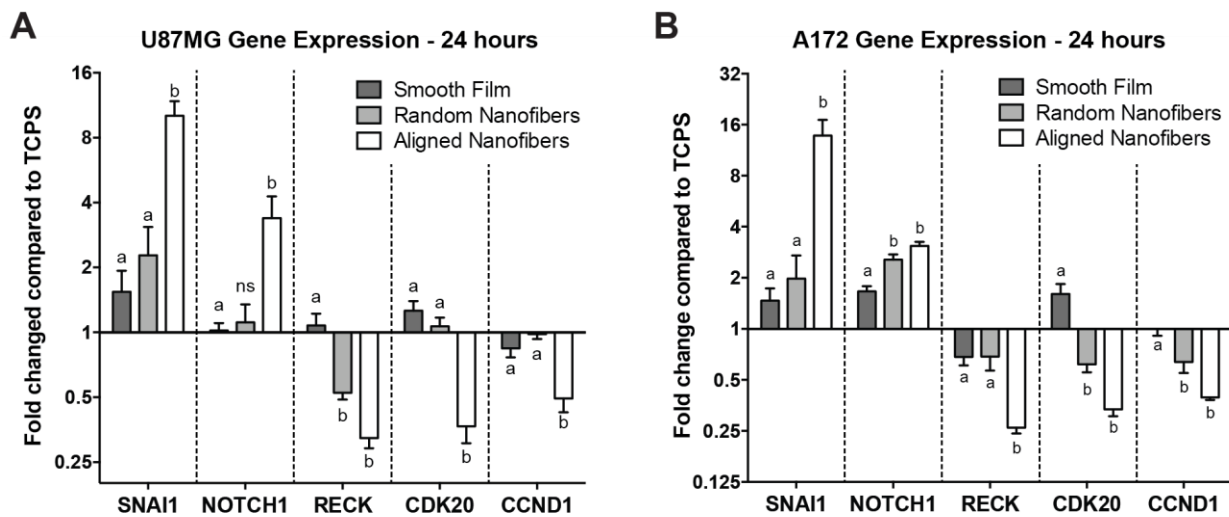 A
U87MG Gene Expression - 24 hours
Fold changed compared to TCPS
16
8
4
2
1
0.5
0.25
Smooth Film
Random Nanofibers
Aligned Nanofibers
a
a
b
a
ns
b
a
b
b
a
a
b
a
a
b
SNAI1 NOTCH1 RECK CDK20 CCND1
B
A172 Gene Expression - 24 hours
Fold change compared to TCPS
32
16
8
4
2
1
0.5
0.25
0.125
Smooth Film
Random Nanofibers
Aligned Nanofibers
a
a
b
a
b
b
a
a
b
a
b
b
a
b
b
SNAI1 NOTCH1 RECK CDK20 CCND1